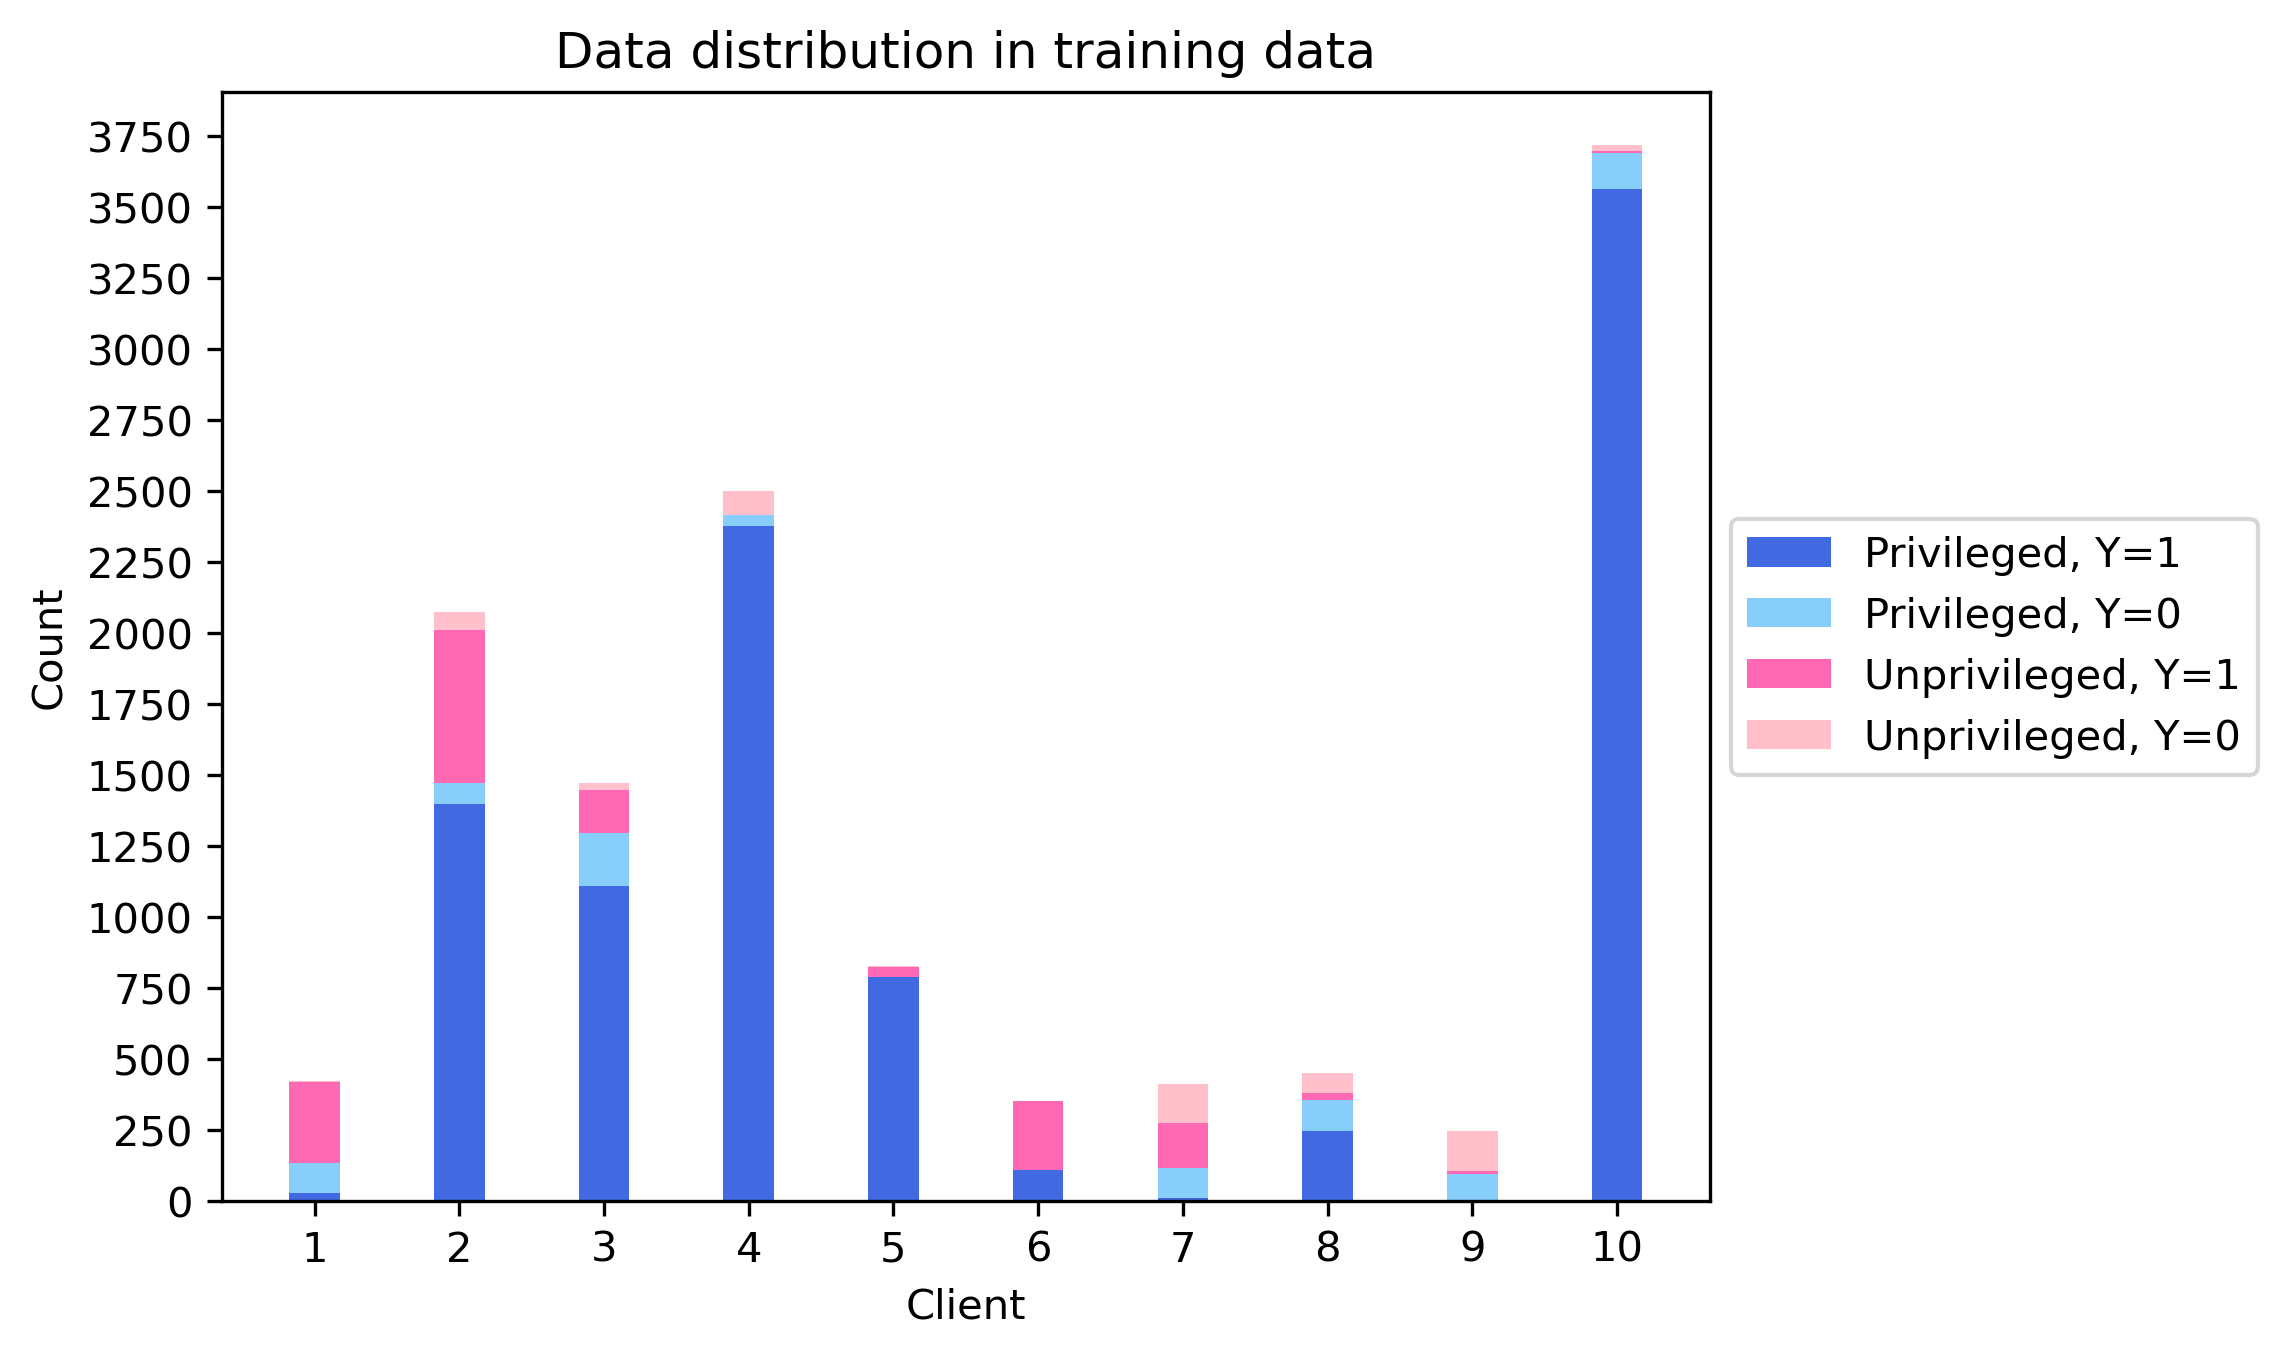 Data distribution in training data
3750
3500
3250
3000
2750
2500
2250
2000
1750
1500
1250
1000
750
500
250
0
Count
1 2 3 4 5 6 7 8 9 10
Client
Privileged, Y=1
Privileged, Y=0
Unprivileged, Y=1
Unprivileged, Y=0